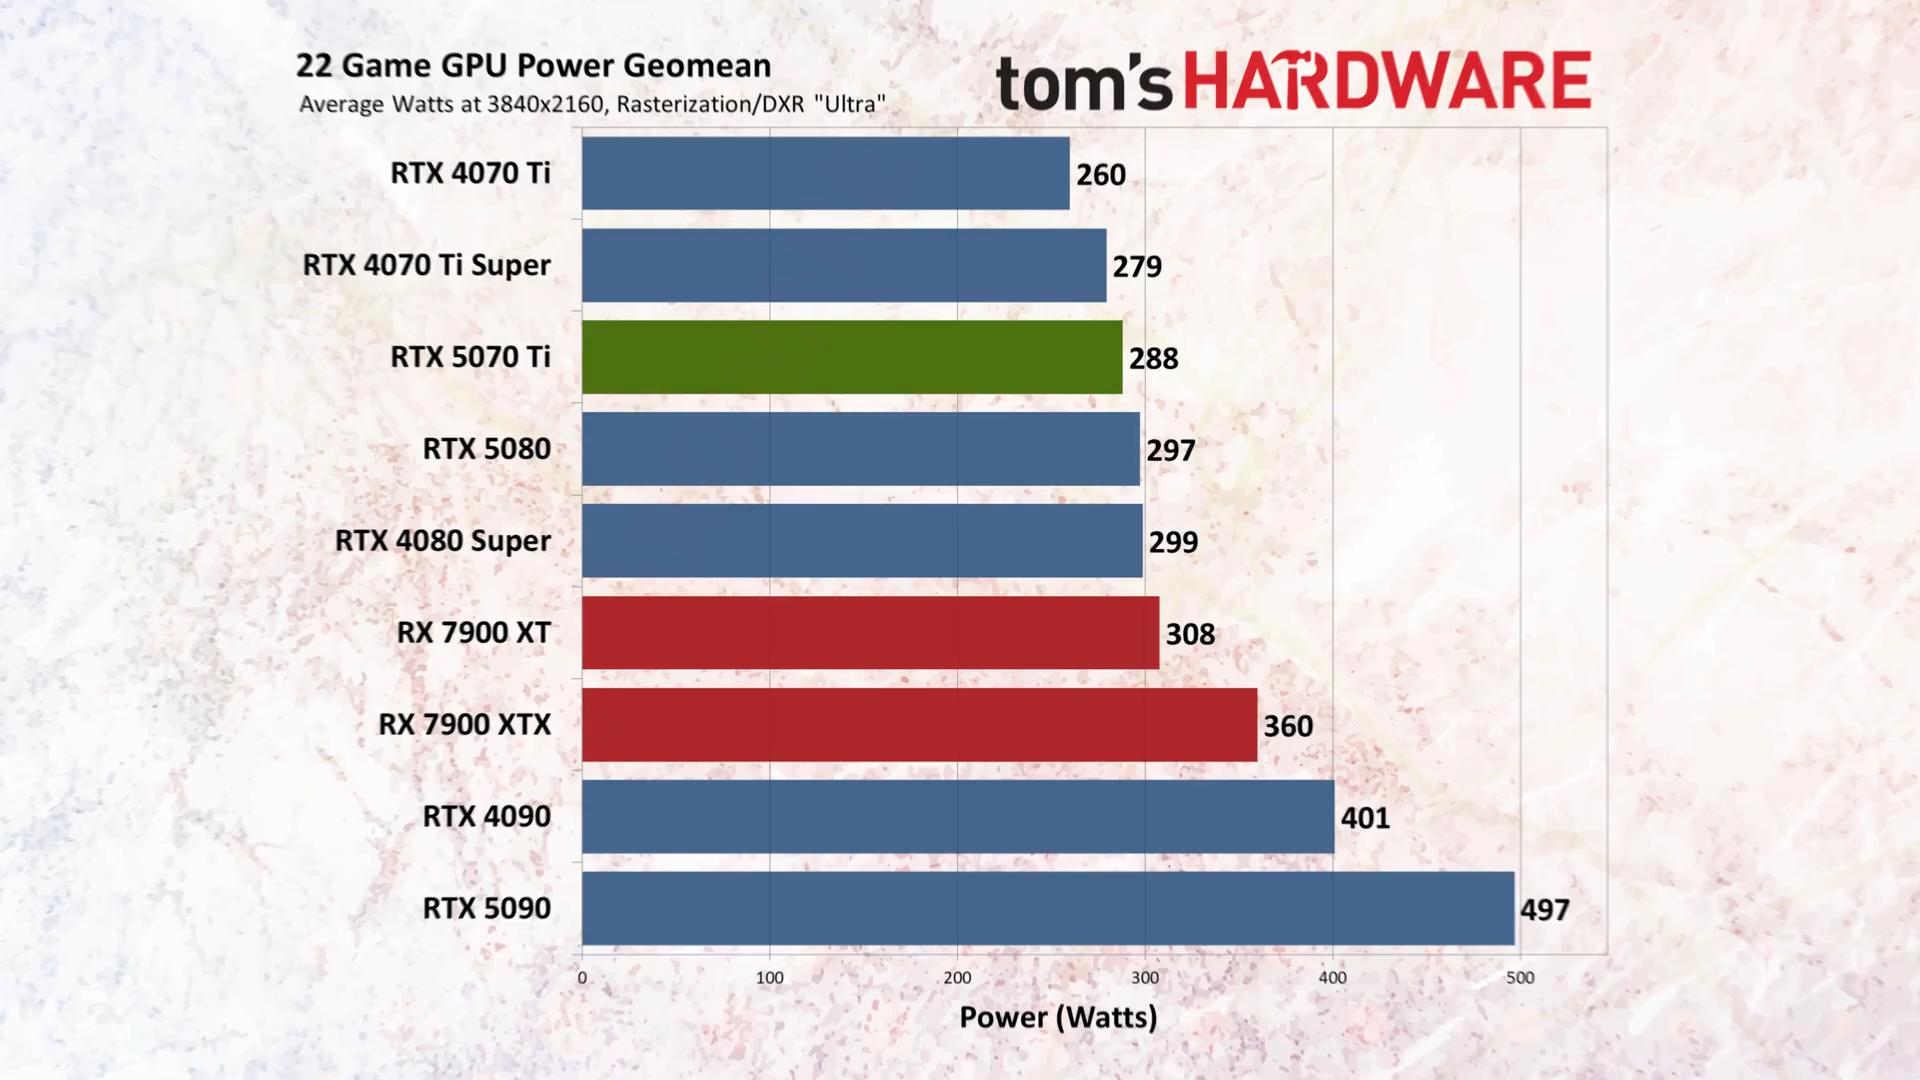 22 Game GPU Power Geomean
Average Watts at 3840x2160, Rasterization/DXR "Ultra"
tom's HARDWARE
RTX 4070 Ti 260
RTX 4070 Ti Super 279
RTX 5070 Ti 288
RTX 5080 297
RTX 4080 Super 299
RX 7900 XT 308
RX 7900 XTX 360
RTX 4090 401
RTX 5090 497
0 100 200 300 400 500
Power (Watts)